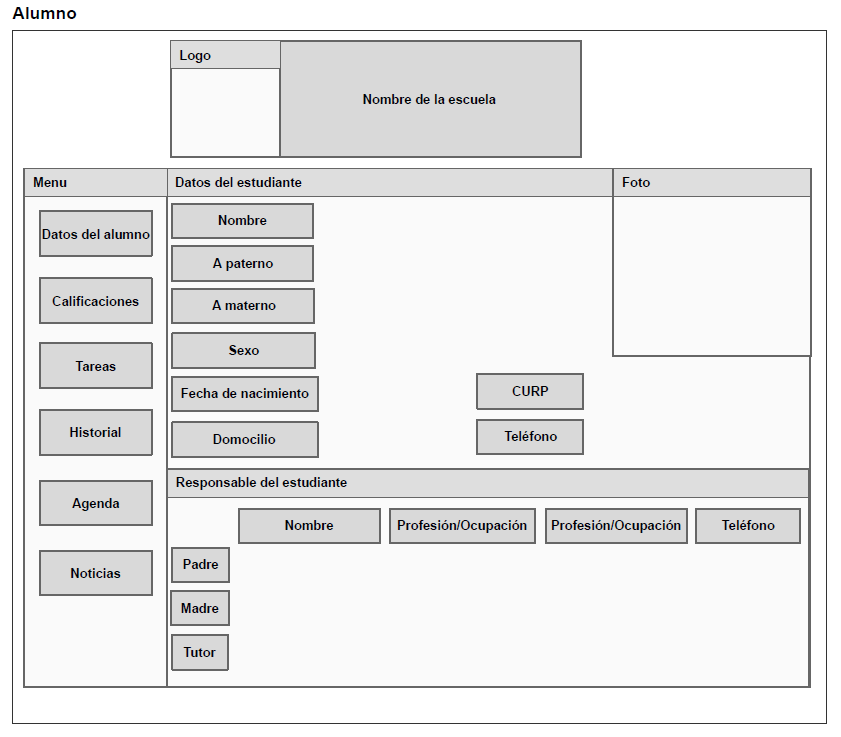 Alumno
Logo
Nombre de la escuela
Menu
Datos del estudiante
Foto
Datos del alumno
Calificaciones
Tareas
Historial
Agenda
Noticias
Nombre
A paterno
A materno
Sexo
Fecha de nacimiento
CURP
Domocilio
Teléfono
Responsable del estudiante
Nombre
Profesión/Ocupación
Profesión/Ocupación
Teléfono
Padre
Madre
Tutor